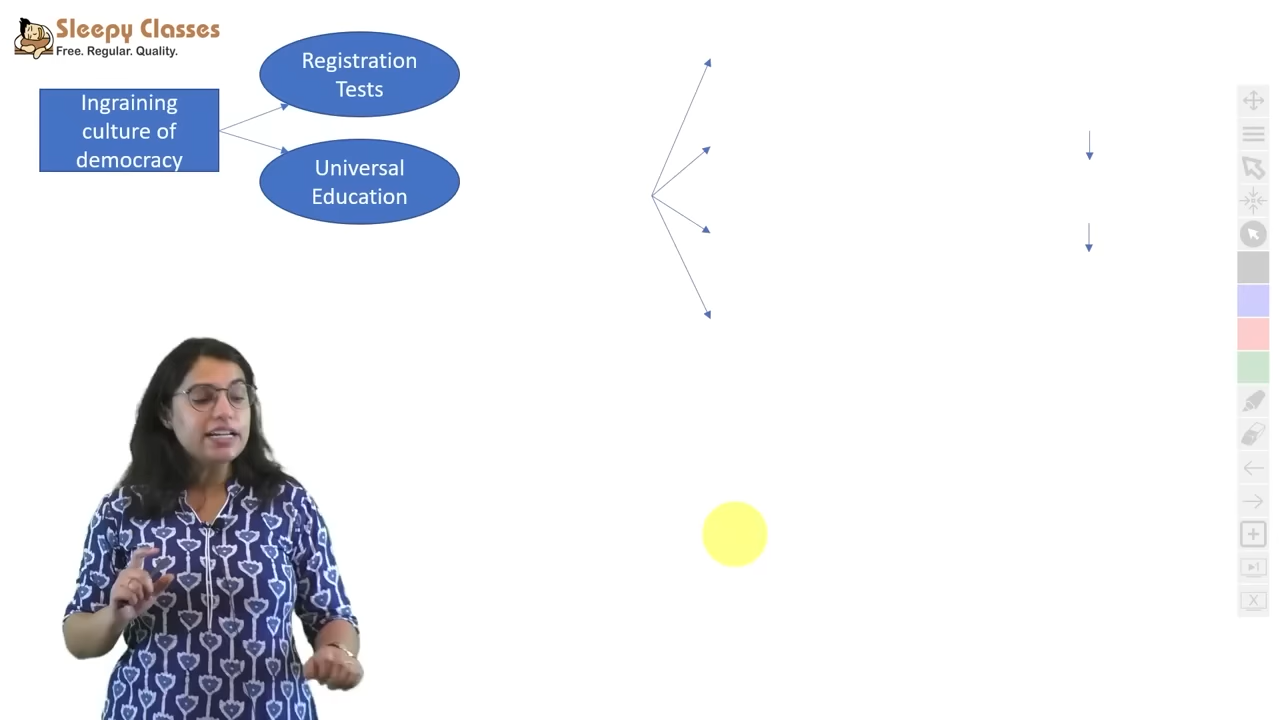 Sleepy Classes
Free. Regular. Quality.
Registration
Tests
Ingraining
culture of
democracy
Universal
Education